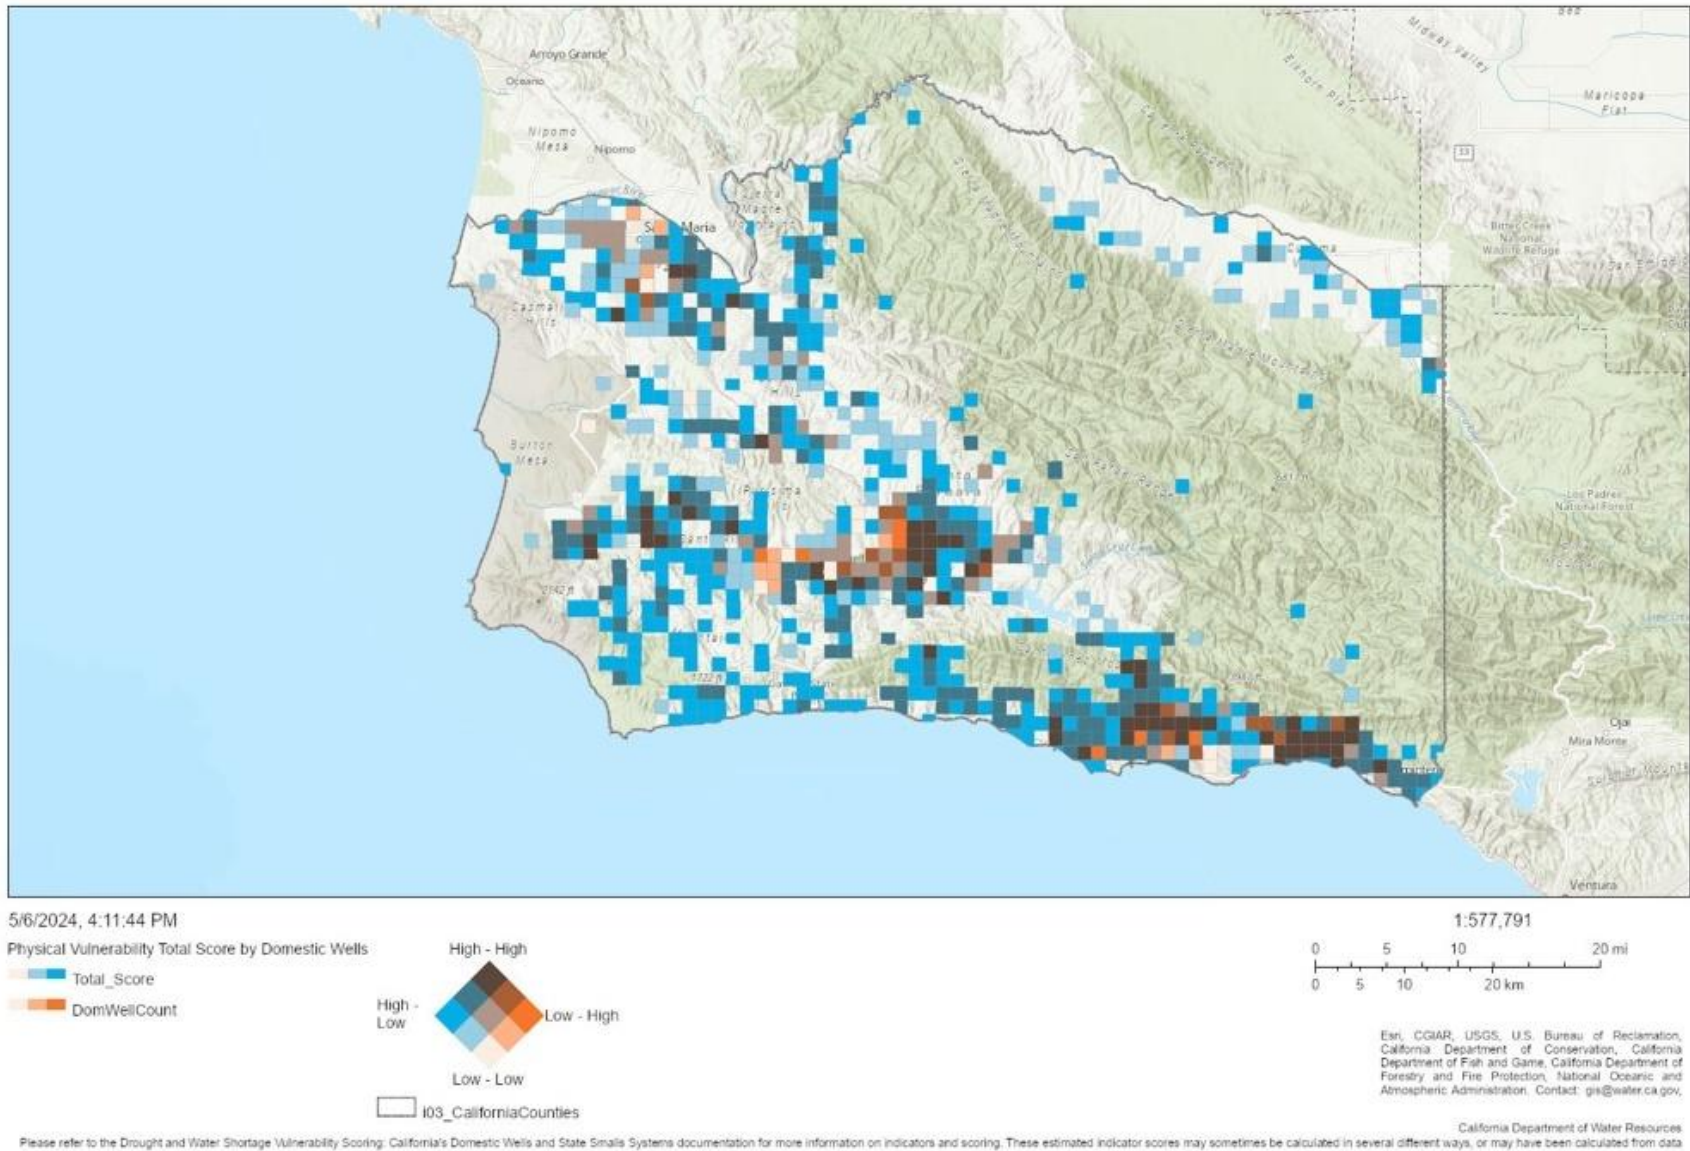 Arroyo Grande
Oceano
Nipomo
Mesa
Nipomo
Midway Valley
Elkhorn Plain
Maricopa
Flat
33
Sierra
Madre
Maria
Bitter Creek
National
Wildlife Refuge
Casmalia
Hills
Burton
Mesa
Purisima
Los Padres
National Forest
Ojai
Mira Monte
Ventura
5/6/2024, 4:11:44 PM
1:577,791
Physical Vulnerability Total Score by Domestic Wells
Total_Score
DomWellCount
High - High
High -
Low
Low - High
Low - Low
i03_CaliforniaCounties
0 5 10 20 mi
0 5 10 20 km
Esri, CGIAR, USGS, U.S. Bureau of Reclamation,
California Department of Conservation, California
Department of Fish and Game, California Department of
Forestry and Fire Protection, National Oceanic and
Atmospheric Administration. Contact: gis@water.ca.gov,
California Department of Water Resources
Please refer to the Drought and Water Shortage Vulnerability Scoring: California's Domestic Wells and State Smalls Systems documentation for more information on indicators and scoring. These estimated indicator scores may sometimes be calculated in several different ways, or may have been calculated from data